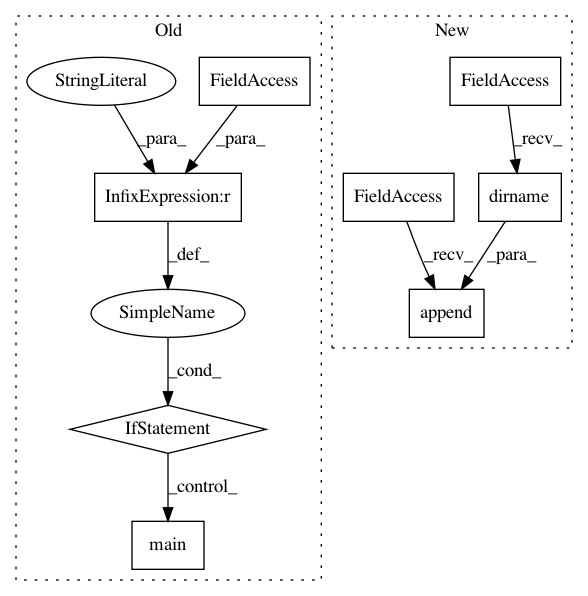 Old
New
StringLiteral
FieldAccess
FieldAccess
_para_
_para_
_recv_
InfixExpression:r
FieldAccess
dirname
_def_
_recv_
_para_
SimpleName
append
_cond_
IfStatement
_control_
main